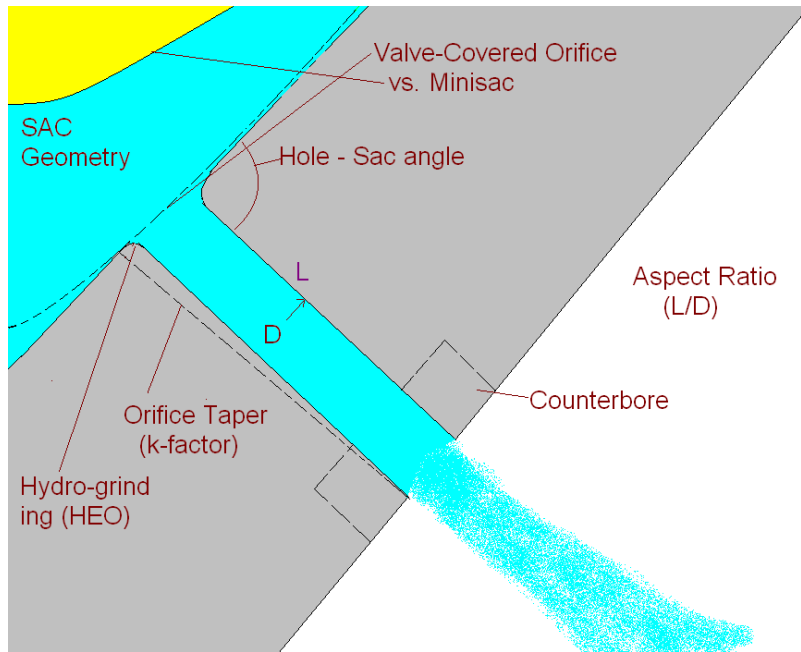 Valve-Covered Orifice
vs. Minisac
SAC
Geometry
Hole - Sac angle
L
Aspect Ratio
(L/D)
D
Counterbore
Orifice Taper
(k-factor)
Hydro-grind
ing (HEO)